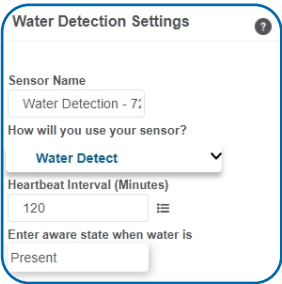 Water Detection Settings
?
Sensor Name
Water Detection - 72
How will you use your sensor?
Water Detect
Heartbeat Interval (Minutes)
120
Enter aware state when water is
Present